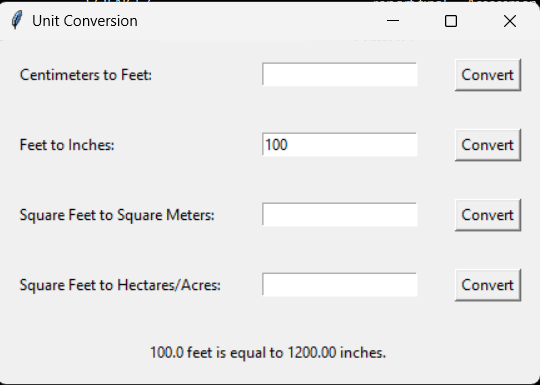 Unit Conversion
Centimeters to Feet: Convert
Feet to Inches: 100 Convert
Square Feet to Square Meters: Convert
Square Feet to Hectares/Acres: Convert
100.0 feet is equal to 1200.00 inches.